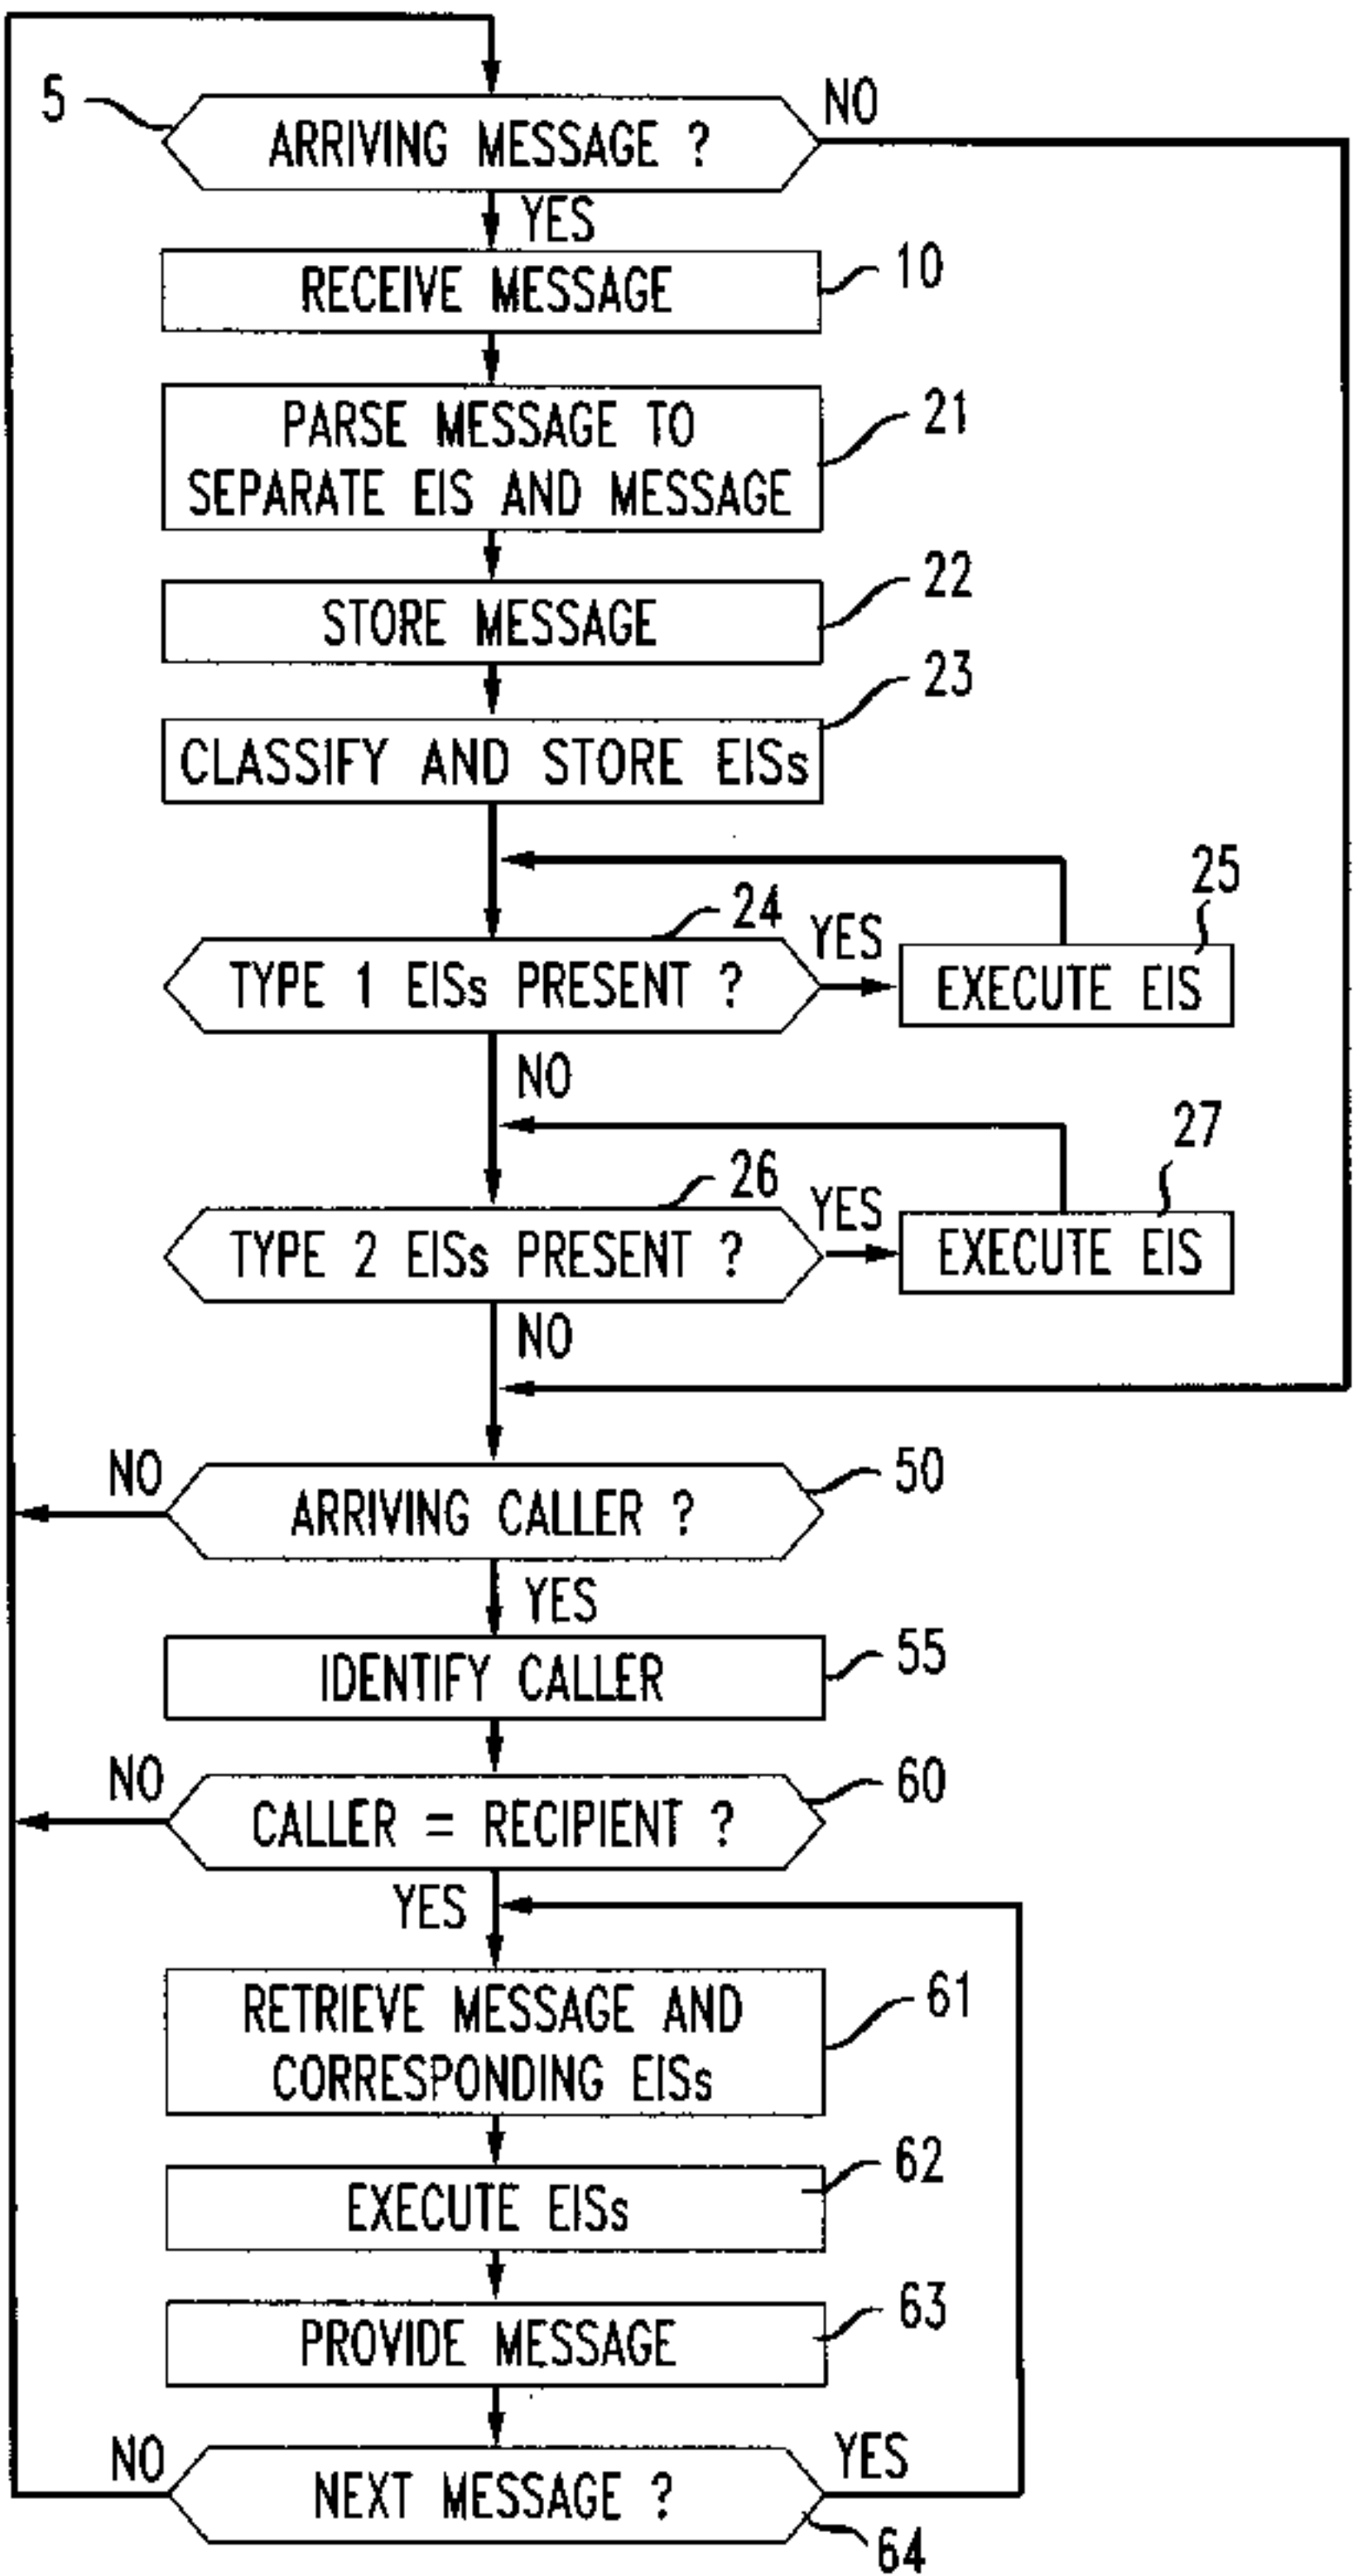 5
ARRIVING MESSAGE ?
NO
YES
RECEIVE MESSAGE
10
PARSE MESSAGE TO
SEPARATE EIS AND MESSAGE
21
STORE MESSAGE
22
CLASSIFY AND STORE EISs
23
TYPE 1 EISs PRESENT ?
24
YES
EXECUTE EIS
25
NO
TYPE 2 EISs PRESENT ?
26
YES
EXECUTE EIS
27
NO
ARRIVING CALLER ?
50
NO
YES
IDENTIFY CALLER
55
CALLER = RECIPIENT ?
60
NO
YES
RETRIEVE MESSAGE AND
CORRESPONDING EISs
61
EXECUTE EISs
62
PROVIDE MESSAGE
63
NO
NEXT MESSAGE ?
YES
64